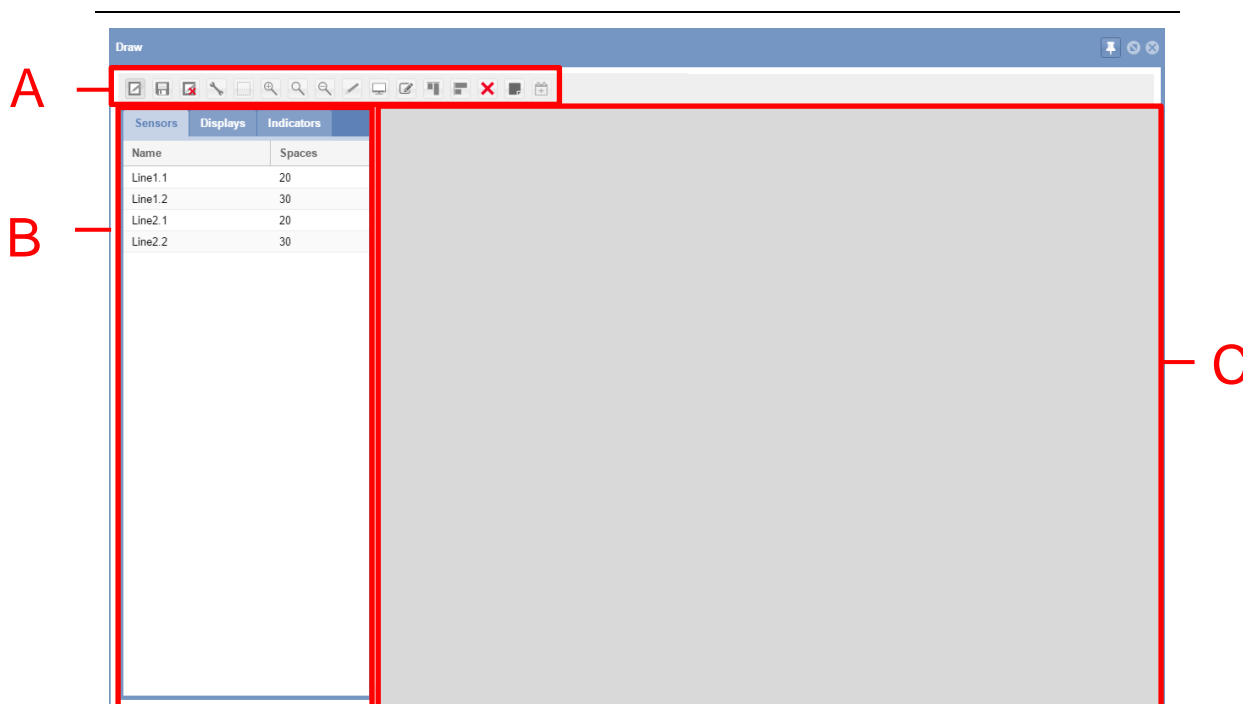 Draw
A
Sensors Displays Indicators
Name Spaces
Line1.1 20
Line1.2 30
Line2.1 20
B
Line2.2 30
C